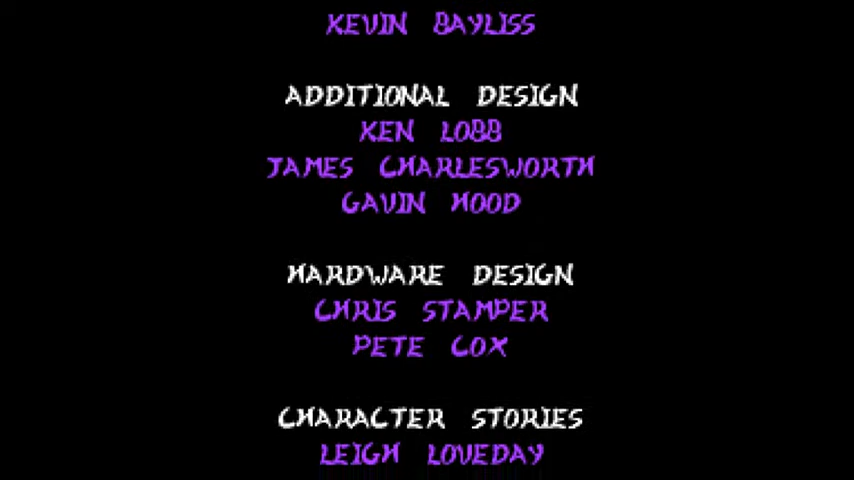 KEVIN BAYLISS
ADDITIONAL DESIGN
KEN LOBB
JAMES CHARLESWORTH
GAVIN HOOD
HARDWARE DESIGN
CHRIS STAMPER
PETE COX
CHARACTER STORIES
LEIGH LOVEDAY